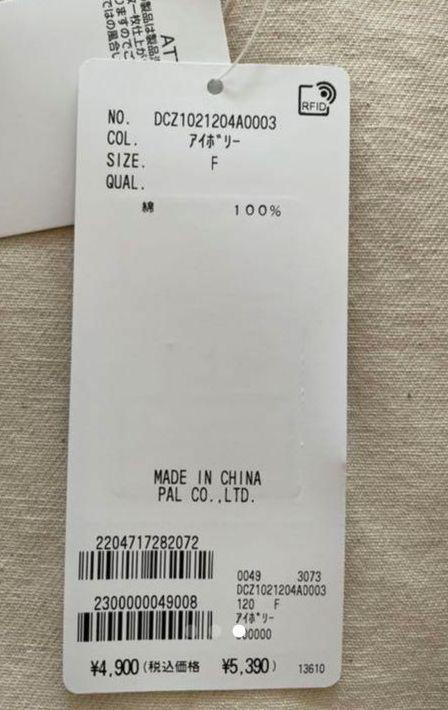 AT
RFID
NO. DCZ1021204A0003
COL. アイボリー
SIZE. F
QUAL.
綿 100%
MADE IN CHINA
PAL CO.,LTD.
2204717282072
2300000049008
0049 3073
DCZ1021204A0003
120 F
アイボリー
¥4,900(税込価格 ¥5,390)
13610